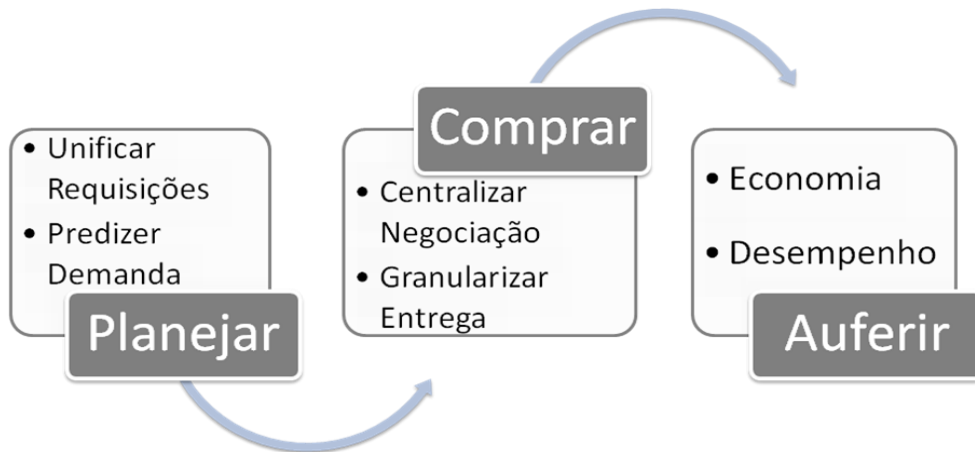 • Unificar
Requisições
• Predizer
Demanda
Planejar
Comprar
• Centralizar
Negociação
• Granularizar
Entrega
• Economia
• Desempenho
Auferir